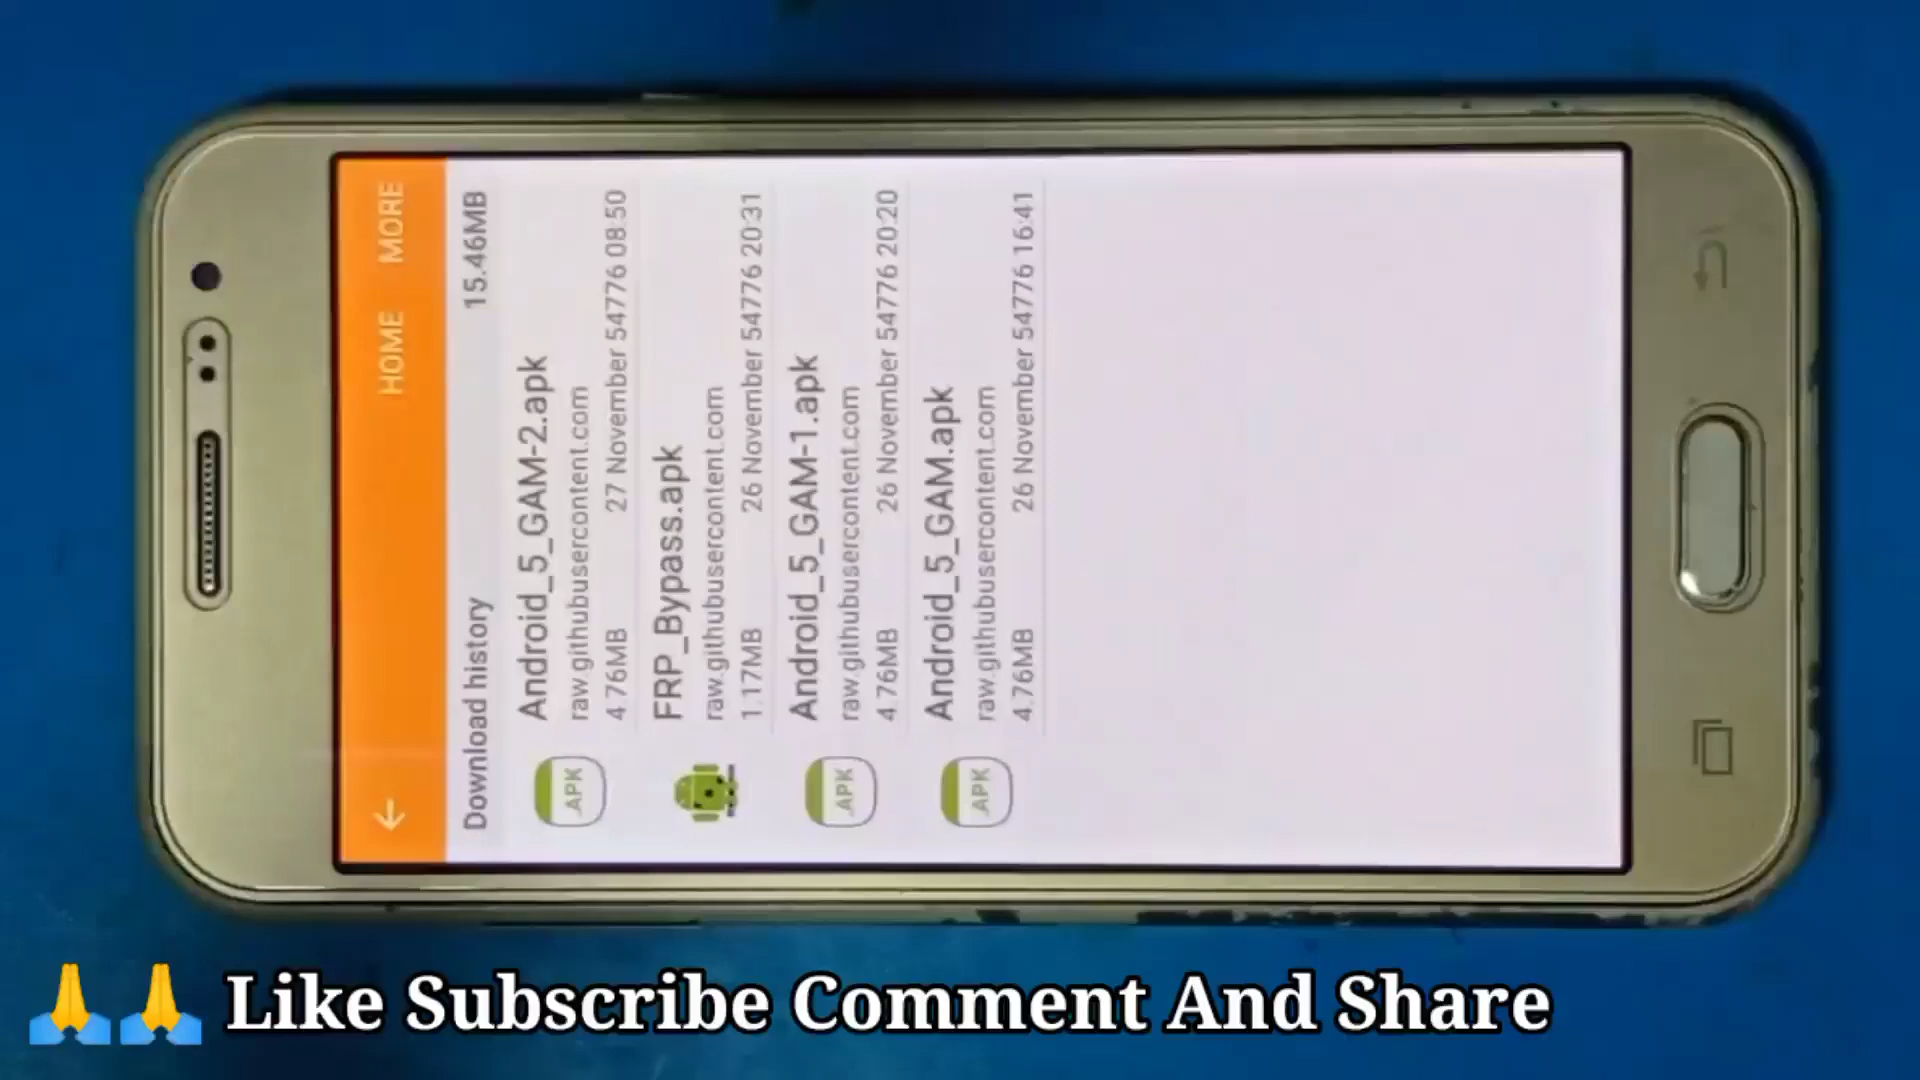 HOME MORE
Download history 15.46MB
Android_5_GAM-2.apk
raw.githubusercontent.com
4.76MB 27 November 54776 08:50
FRP_Bypass.apk
raw.githubusercontent.com
1.17MB 26 November 54776 20:31
.APK Android_5_GAM-1.apk
raw.githubusercontent.com
4.76MB 26 November 54776 20:20
.APK Android_5_GAM.apk
raw.githubusercontent.com
4.76MB 26 November 54776 16:41
.APK
🙏🙏 Like Subscribe Comment And Share